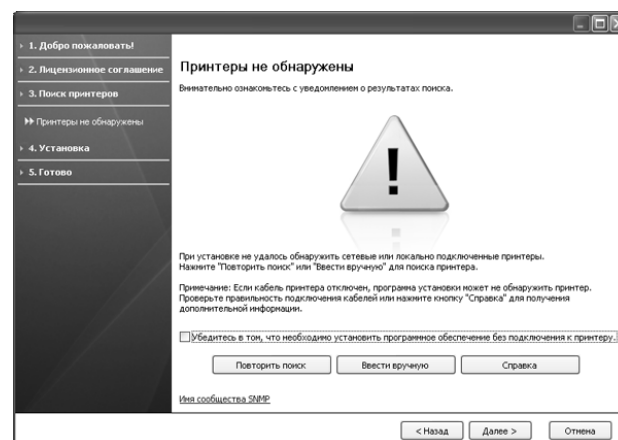 1. Добро пожаловать!
2. Лицензионное соглашение
3. Поиск принтеров
Принтеры не обнаружены
4. Установка
5. Готово
Принтеры не обнаружены
Внимательно ознакомьтесь с уведомлением о результатах поиска.
При установке не удалось обнаружить сетевые или локально подключенные принтеры.
Нажмите "Повторить поиск" или "Ввести вручную" для поиска принтера.
Примечание: Если кабель принтера отключен, программа установки может не обнаружить принтер.
Проверьте правильность подключения кабелей или нажмите кнопку "Справка" для получения
дополнительной информации.
Убедитесь в том, что необходимо установить программное обеспечение без подключения к принтеру.
Повторить поиск
Ввести вручную
Справка
Имя сообщества SNMP
< Назад
Далее >
Отмена